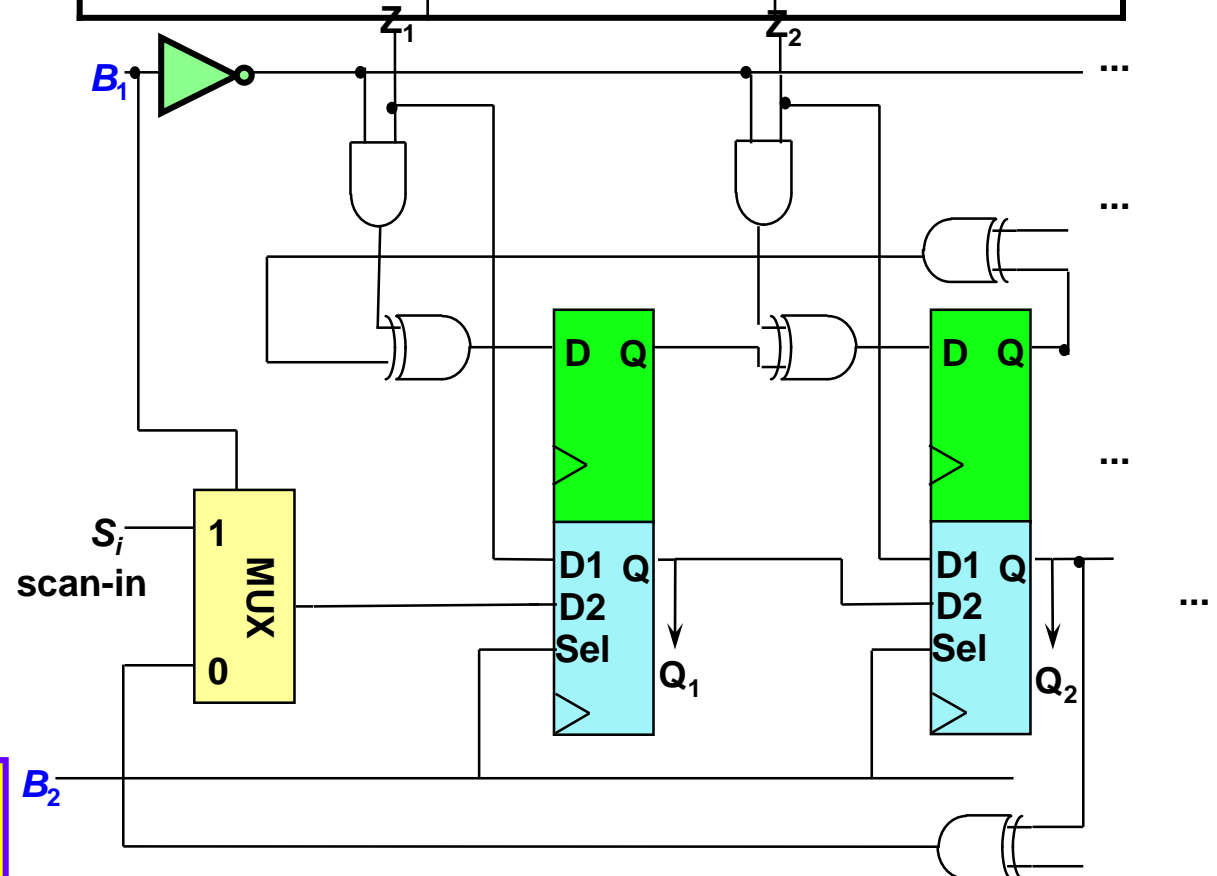 Z1 Z2
B1 ...
...
D Q D Q
...
Si 1
scan-in MUX
0
D1 Q D1 Q
D2 D2 ...
Sel Sel
Q1 Q2
B2